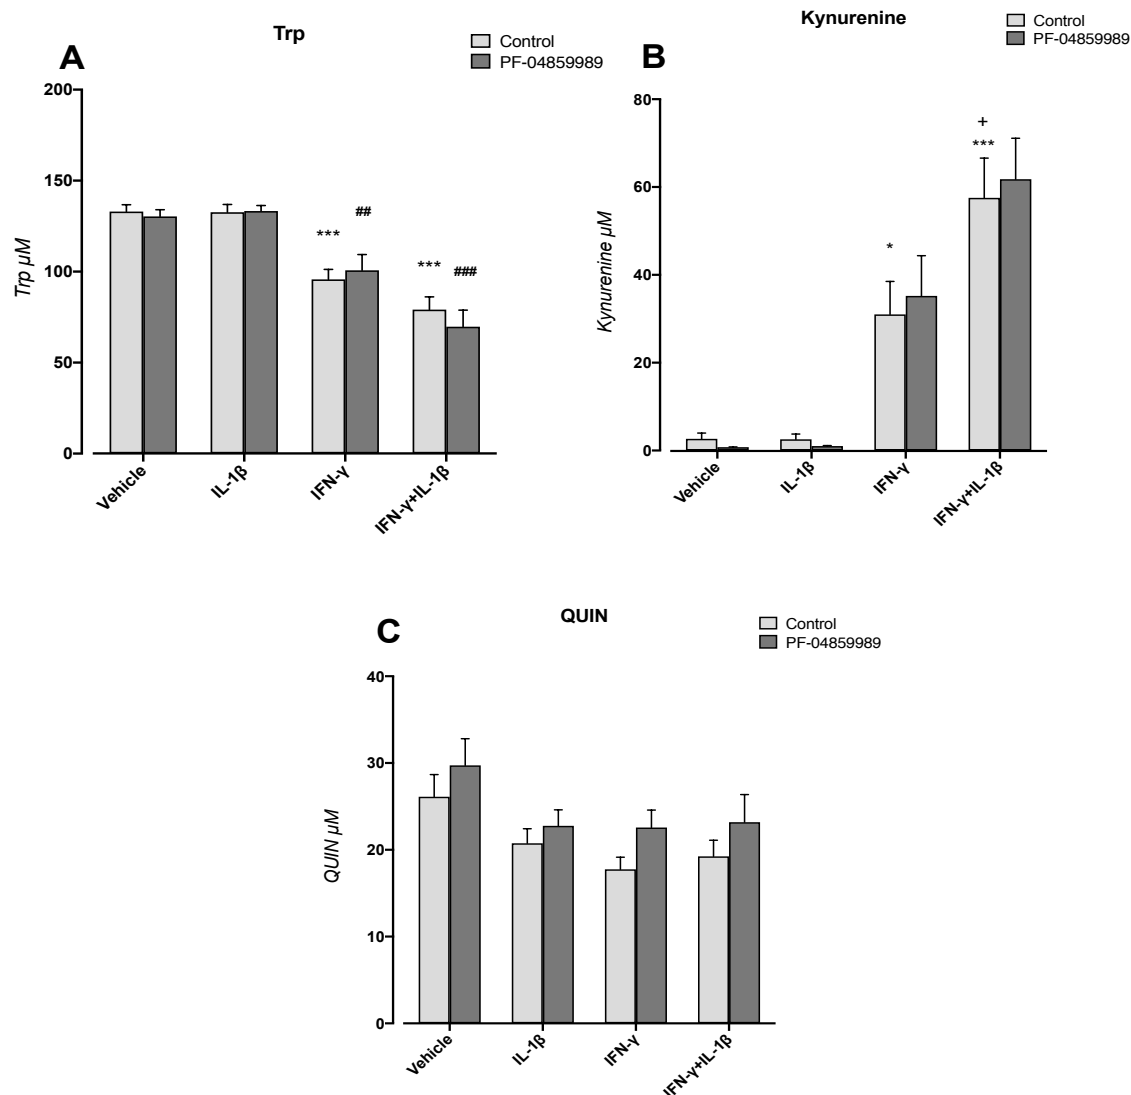 A
Trp
Control
PF-04859989
200
150
100
50
0
Trp µM
***
##
***
###
Vehicle
IL-1β
IFN-γ
IFN-γ+IL-1β
B
Kynurenine
Control
PF-04859989
80
60
40
20
0
Kynurenine µM
*
+
***
Vehicle
IL-1β
IFN-γ
IFN-γ+IL-1β
C
QUIN
Control
PF-04859989
40
30
20
10
0
QUIN µM
Vehicle
IL-1β
IFN-γ
IFN-γ+IL-1β